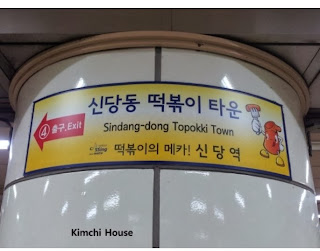 신당동 떡볶이 타운
④ 출구.Exit
Sindang-dong Topokki Town
떡볶이의 메카! 신당역
Kimchi House